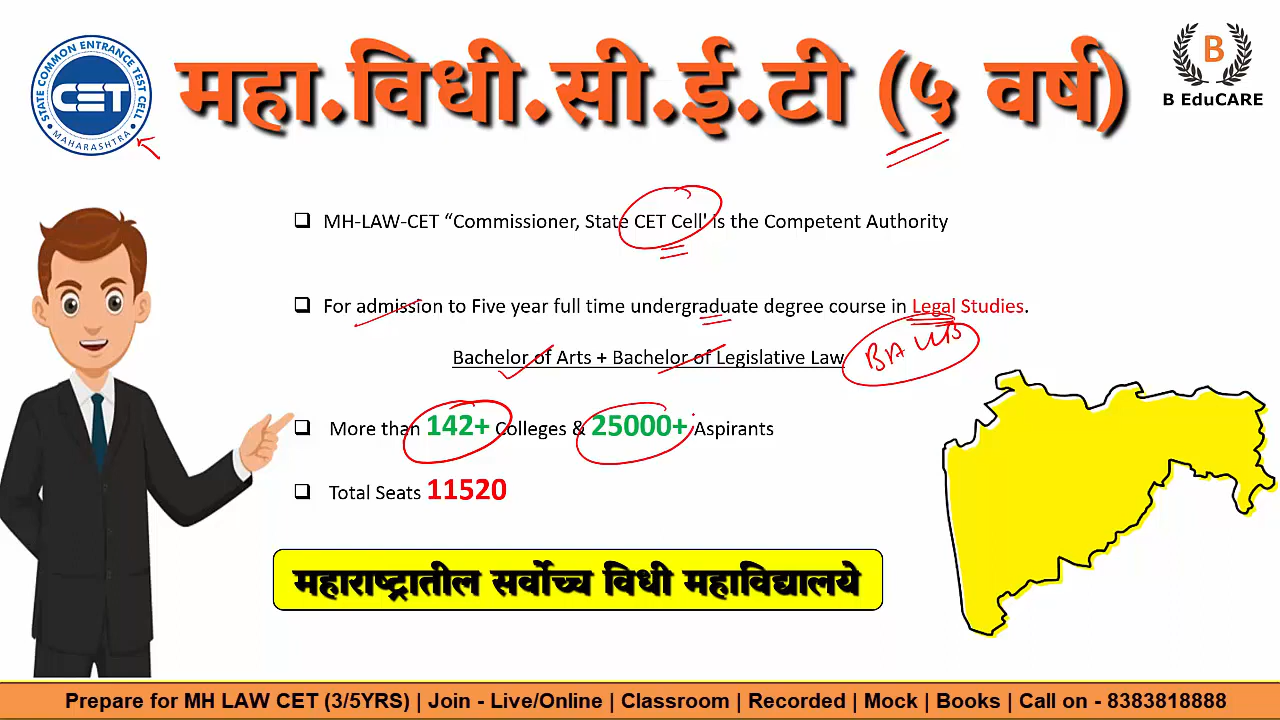 STATE COMMON ENTRANCE TEST CELL
CET
MAHARASHTRA
महा.विधी.सी.ई.टी (५ वर्ष)
B
B EduCARE
MH-LAW-CET “Commissioner, State CET Cell' is the Competent Authority
For admission to Five year full time undergraduate degree course in Legal Studies.
Bachelor of Arts + Bachelor of Legislative Law
BA LLB
More than 142+ Colleges & 25000+ Aspirants
Total Seats 11520
महाराष्ट्रातील सर्वोच्च विधी महाविद्यालये
Prepare for MH LAW CET (3/5YRS) | Join - Live/Online | Classroom | Recorded | Mock | Books | Call on - 8383818888